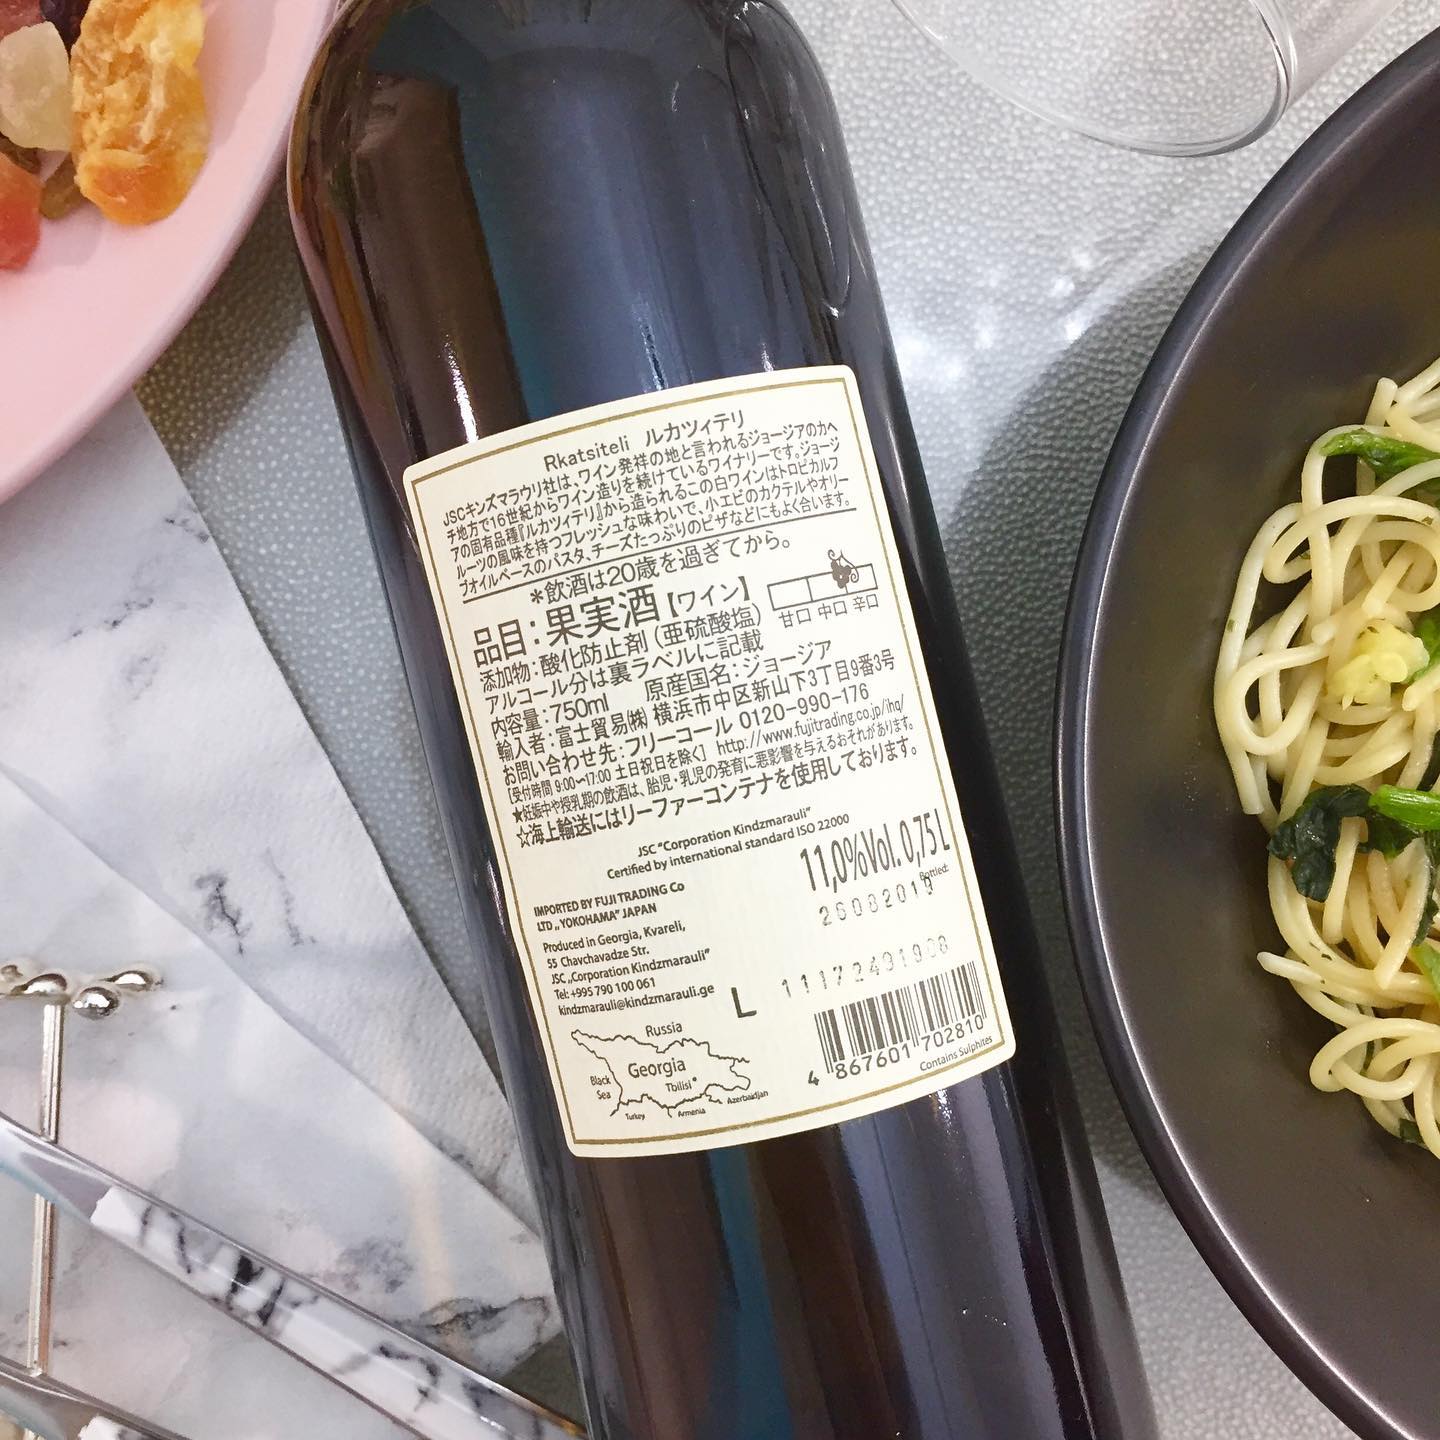 Rkatsiteli ルカツィテリ
JSCキンズマラウリ社は、ワイン発祥の地と言われるジョージアのカヘ
チ地方で16世紀からワイン造りを続けているワイナリーです。ジョージ
アの固有品種『ルカツィテリ』から造られるこの白ワインはトロピカルフ
ルーツの風味を持つフレッシュな味わいで、小エビのカクテルやオリー
ブオイルベースのパスタ、チーズたっぷりのピザなどにもよく合います。
*飲酒は20歳を過ぎてから。
品目:果実酒【ワイン】
甘口 中口 辛口
添加物:酸化防止剤(亜硫酸塩)
アルコール分は裏ラベルに記載
内容量:750ml 原産国名:ジョージア
輸入者:富士貿易㈱ 横浜市中区新山下3丁目9番3号
お問い合わせ先:フリーコール 0120-990-176
[受付時間 9:00~17:00 土日祝日を除く] http://www.fujitrading.co.jp/ihq/
★妊娠中や授乳期の飲酒は、胎児・乳児の発育に悪影響を与えるおそれがあります。
☆海上輸送にはリーファーコンテナを使用しております。
JSC "Corporation Kindzmarauli"
Certified by international standard ISO 22000
11,0%Vol. 0,75 L
Bottled:
26082019
IMPORTED BY FUJI TRADING Co
LTD „YOKOHAMA" JAPAN
Produced in Georgia, Kvareli,
55 Chavchavadze Str.
JSC „Corporation Kindzmarauli"
Tel: +995 790 100 061
kindzmarauli@kindzmarauli.ge
L 11172491908
Russia
Georgia
Black
Sea
Tbilisi
Turkey
Armenia
Azerbaidjan
4 867601 702810
Contains Sulphites